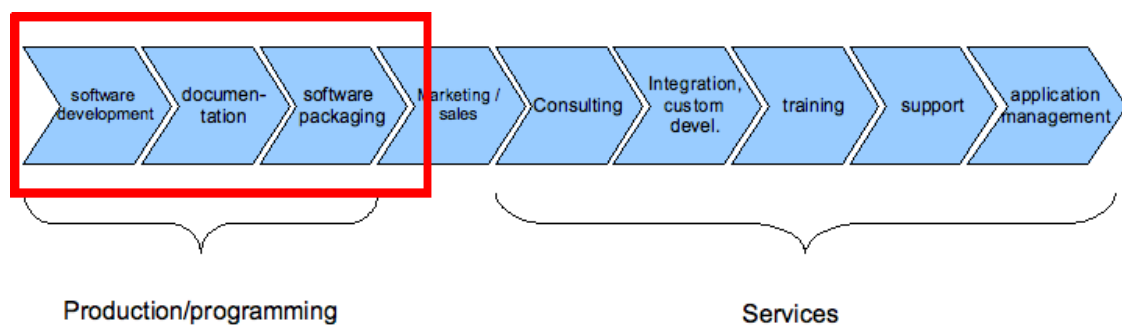 software
development
documen-
tation
software
packaging
Marketing /
sales
Consulting
Integration,
custom
devel.
training
support
application
management
Production/programming
Services